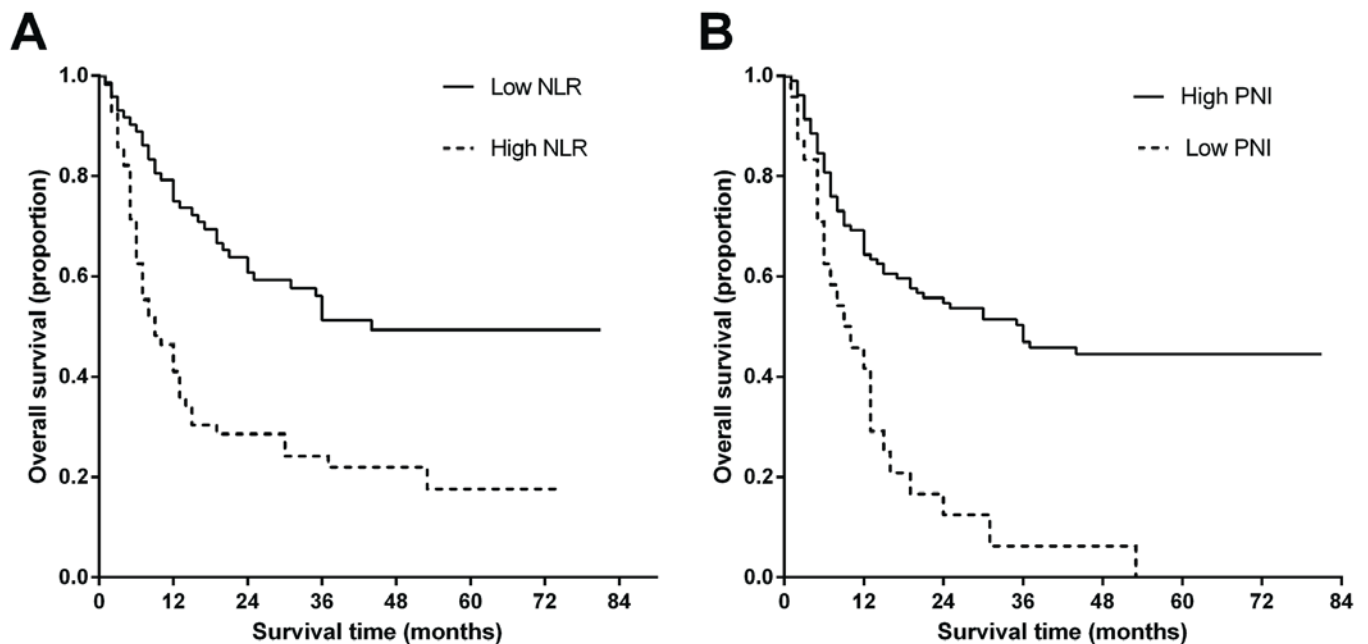 A
Overall survival (proportion)
1.0
0.8
0.6
0.4
0.2
0.0
0 12 24 36 48 60 72 84
Survival time (months)
Low NLR
High NLR
B
Overall survival (proportion)
1.0
0.8
0.6
0.4
0.2
0.0
0 12 24 36 48 60 72 84
Survival time (months)
High PNI
Low PNI